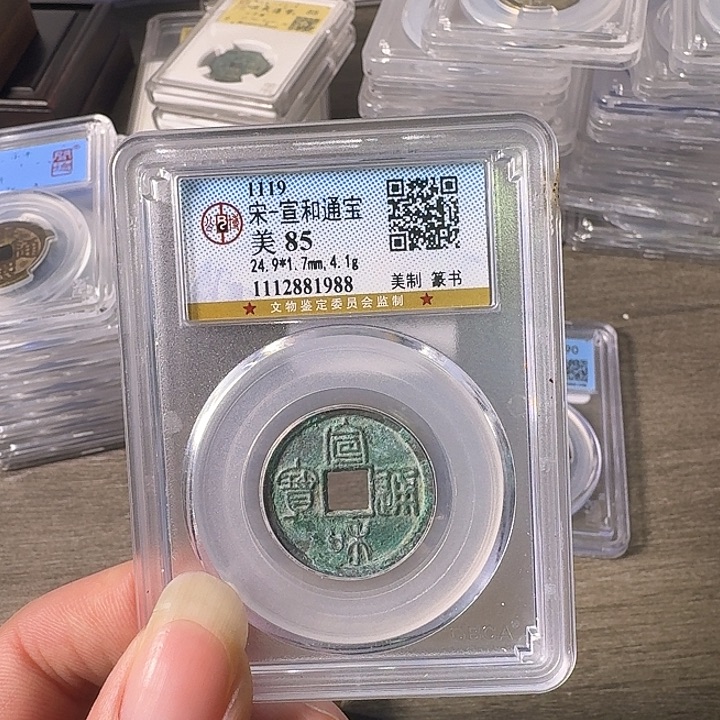 1119
宋-宣和通宝
美 85
24.9*1.7mm,4.1g
1112881988
美制 篆书
★ 文物鉴定委员会监制 ★
宣
通
寶
和